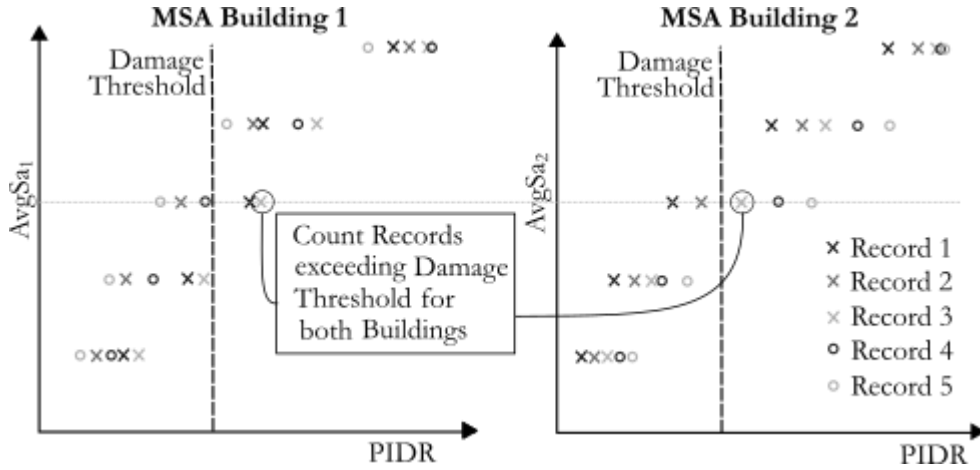 MSA Building 1
Damage
Threshold
AvgSa₁
PIDR
MSA Building 2
Damage
Threshold
AvgSa₂
PIDR
Count Records
exceeding Damage
Threshold for
both Buildings
Record 1
Record 2
Record 3
Record 4
Record 5